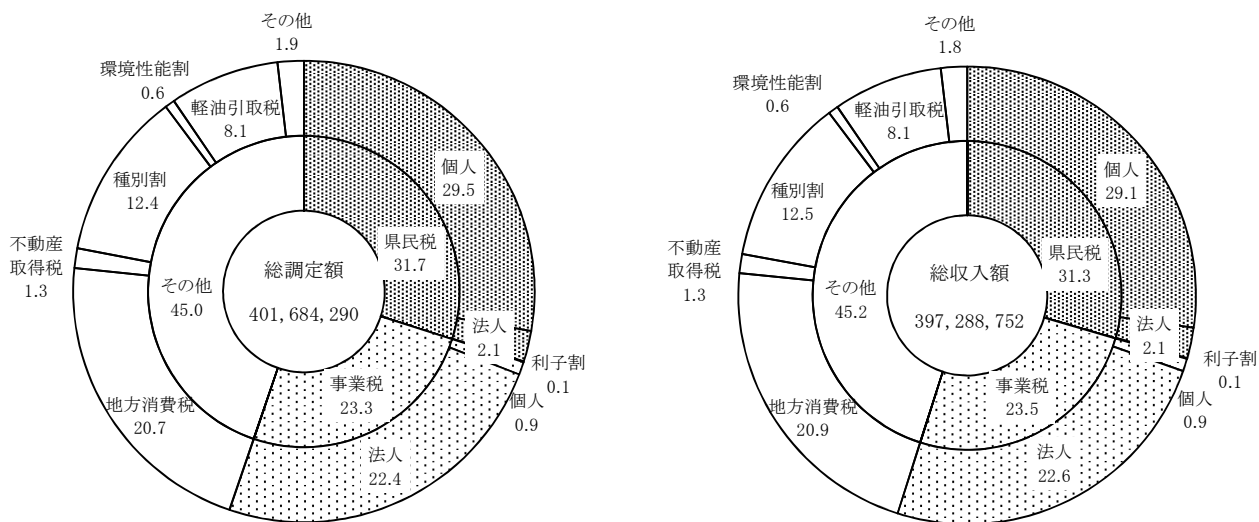 その他
1.9
環境性能割
0.6
軽油引取税
8.1
種別割
12.4
個人
29.5
不動産
取得税
1.3
その他
45.0
県民税
31.7
総調定額
401,684,290
法人
2.1
利子割
0.1
個人
0.9
事業税
23.3
地方消費税
20.7
法人
22.4
その他
1.8
環境性能割
0.6
軽油引取税
8.1
種別割
12.5
個人
29.1
不動産
取得税
1.3
その他
45.2
県民税
31.3
総収入額
397,288,752
法人
2.1
利子割
0.1
個人
0.9
事業税
23.5
地方消費税
20.9
法人
22.6